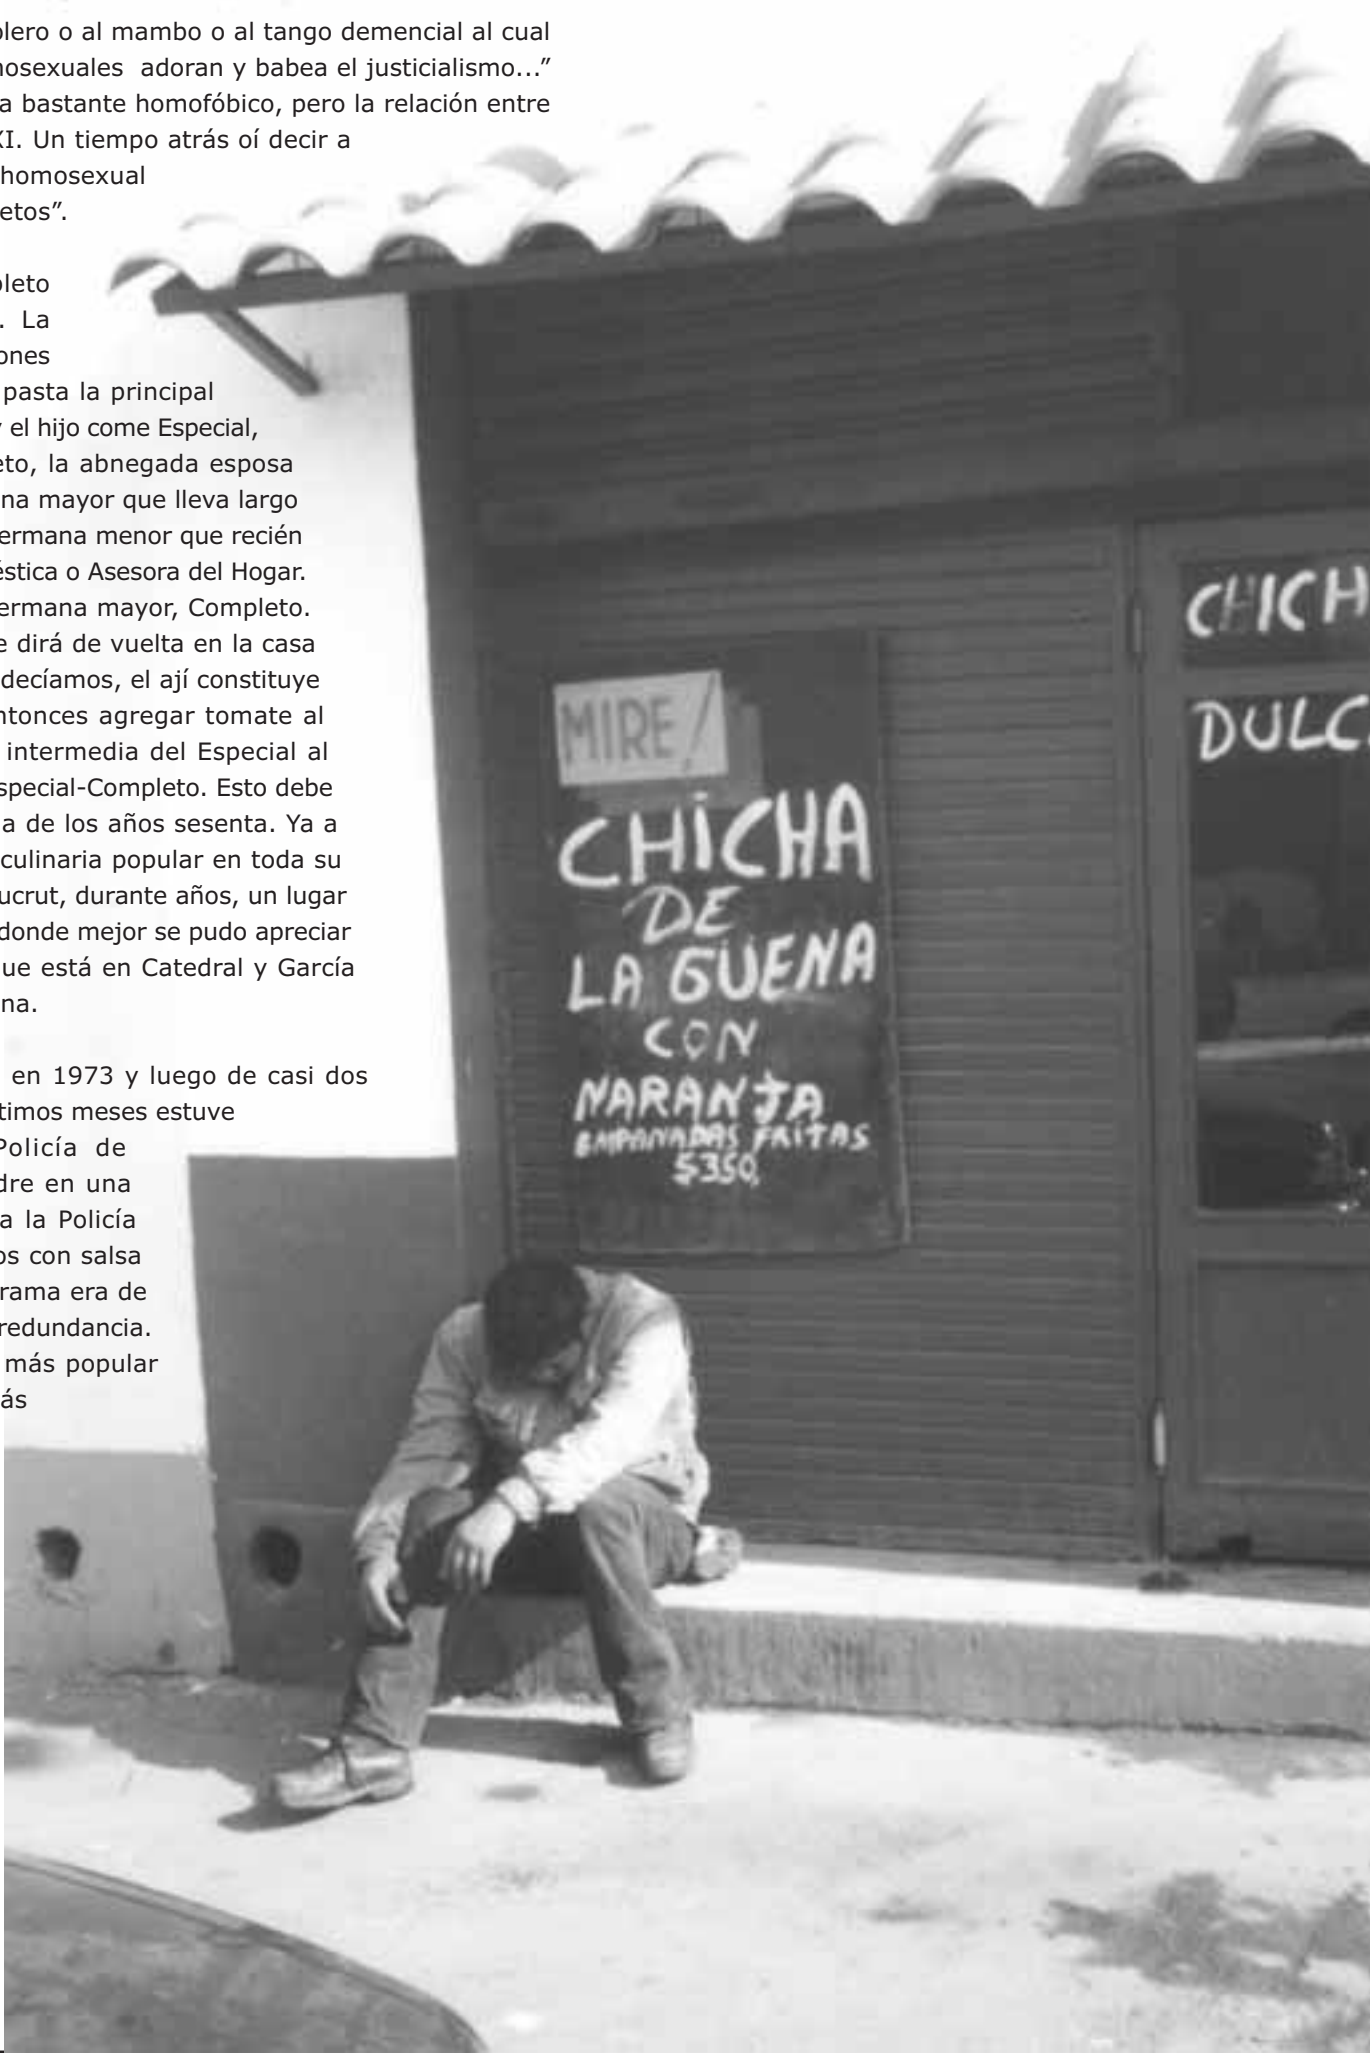 olero o al mambo o al tango demencial al cual
nosexuales adoran y babea el justicialismo...”
a bastante homofóbico, pero la relación entre
XI. Un tiempo atrás oí decir a
homosexual
etos”.
pleto
. La
ones
pasta la principal
y el hijo come Especial,
eto, la abnegada esposa
na mayor que lleva largo
ermana menor que recién
éstica o Asesora del Hogar.
ermana mayor, Completo.
e dirá de vuelta en la casa
decíamos, el ají constituye
ntonces agregar tomate al
intermedia del Especial al
special-Completo. Esto debe
a de los años sesenta. Ya a
culinaria popular en toda su
ucrut, durante años, un lugar
donde mejor se pudo apreciar
ue está en Catedral y García
na.
en 1973 y luego de casi dos
timos meses estuve
Policía de
dre en una
a la Policía
os con salsa
rama era de
redundancia.
más popular
ás
MIRE!
CHICHA
DE
LA GUENA
CON
NARANJA
EMPANADAS FRITAS
$350,
CHICH
DULC